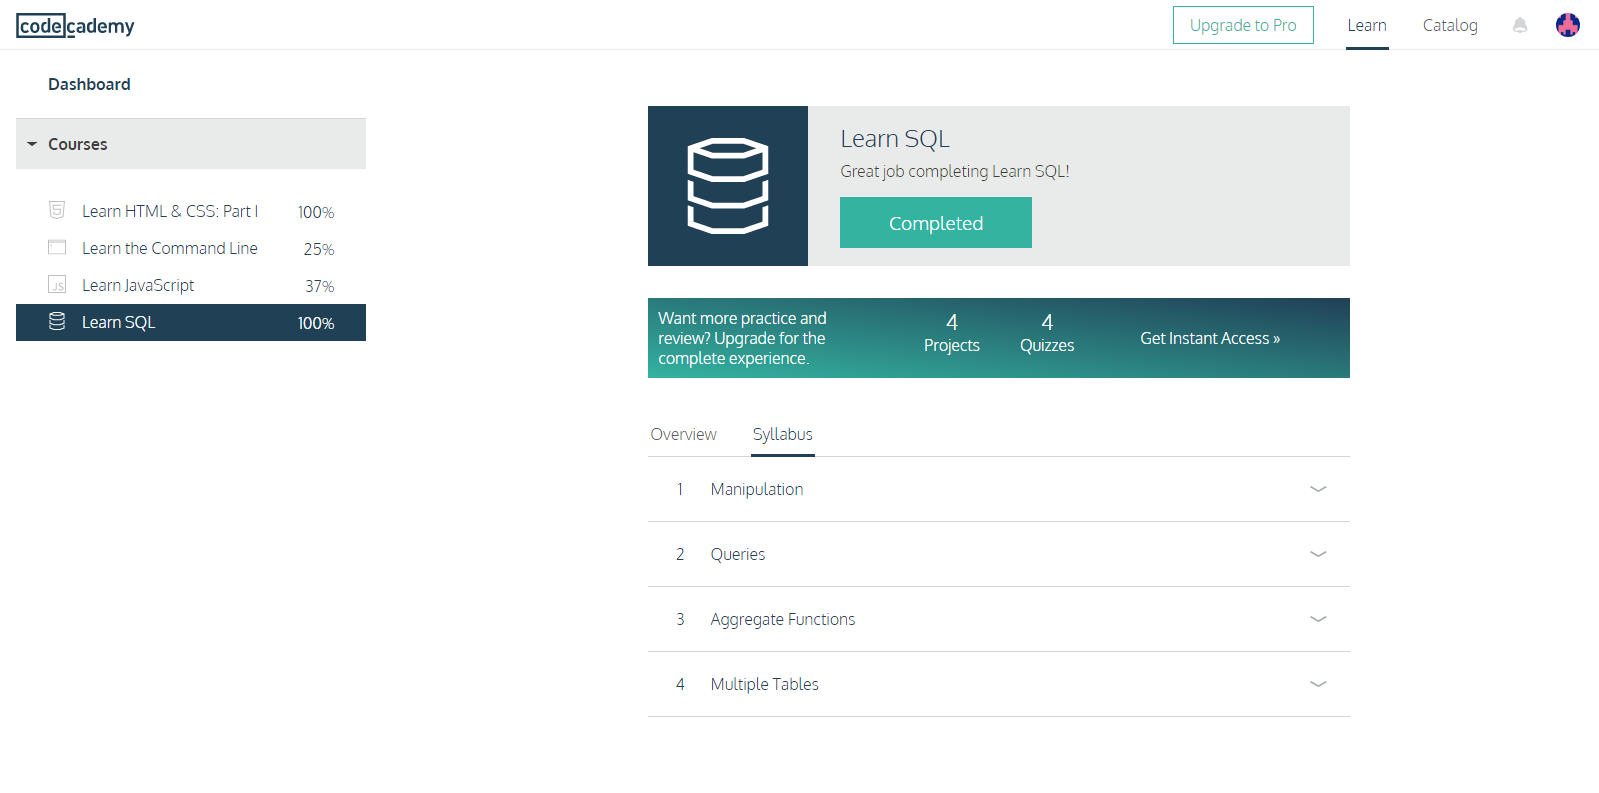 codecademy
Upgrade to Pro
Learn
Catalog
Dashboard
Courses
Learn HTML & CSS: Part I 100%
Learn the Command Line 25%
JS Learn JavaScript 37%
Learn SQL 100%
Learn SQL
Great job completing Learn SQL!
Completed
Want more practice and
review? Upgrade for the
complete experience.
4
Projects
4
Quizzes
Get Instant Access »
Overview
Syllabus
1 Manipulation
2 Queries
3 Aggregate Functions
4 Multiple Tables